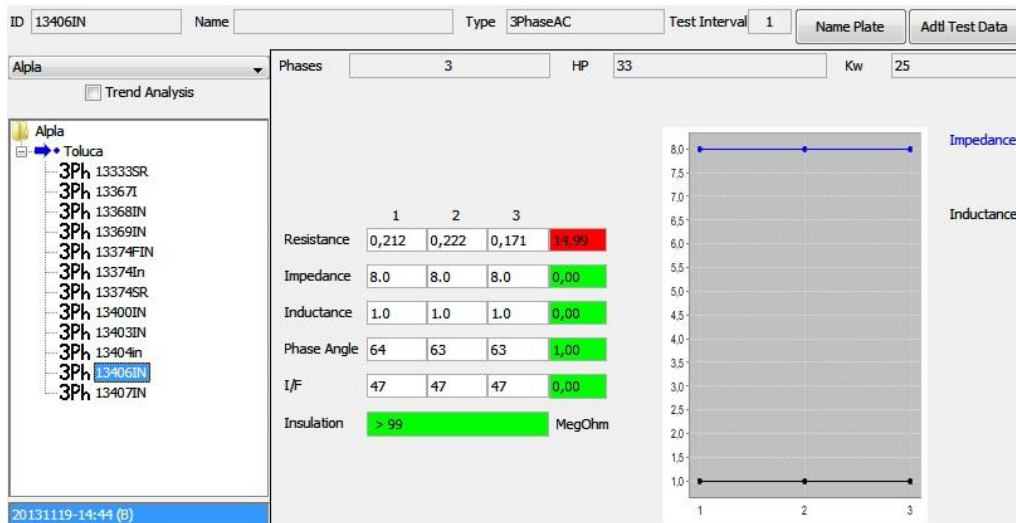 ID 13406IN Name Type 3PhaseAC Test Interval 1 Name Plate Adtl Test Data
Alpla
Trend Analysis
Alpla
Toluca
3Ph 13333SR
3Ph 13367I
3Ph 13368IN
3Ph 13369IN
3Ph 13374FIN
3Ph 13374In
3Ph 13374SR
3Ph 13400IN
3Ph 13403IN
3Ph 13404in
3Ph 13406IN
3Ph 13407IN
20131119-14:44 (B)
Phases 3 HP 33 Kw 25
1 2 3
Resistance 0,212 0,222 0,171 14,99
Impedance 8.0 8.0 8.0 0,00
Inductance 1.0 1.0 1.0 0,00
Phase Angle 64 63 63 1,00
I/F 47 47 47 0,00
Insulation > 99 MegOhm
8,0
7,5
7,0
6,5
6,0
5,5
5,0
4,5
4,0
3,5
3,0
2,5
2,0
1,5
1,0
1 2 3
Impedance
Inductance